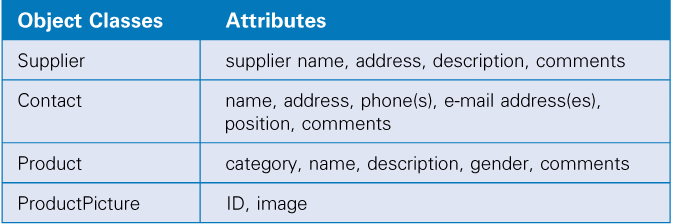 Object Classes Attributes
Supplier supplier name, address, description, comments
Contact name, address, phone(s), e-mail address(es),
position, comments
Product category, name, description, gender, comments
ProductPicture ID, image